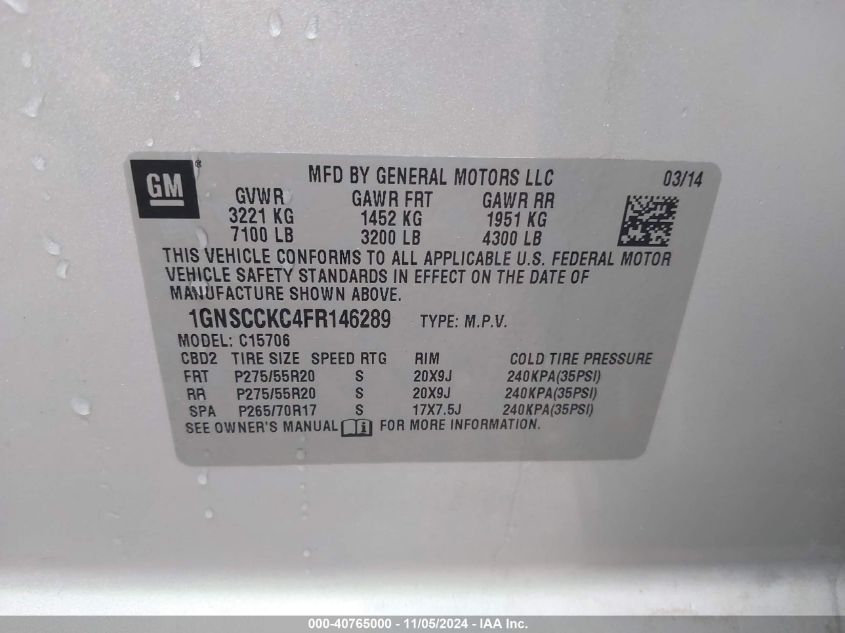 GM ® MFD BY GENERAL MOTORS LLC 03/14
GVWR GAWR FRT GAWR RR
3221 KG 1452 KG 1951 KG
7100 LB 3200 LB 4300 LB
THIS VEHICLE CONFORMS TO ALL APPLICABLE U.S. FEDERAL MOTOR
VEHICLE SAFETY STANDARDS IN EFFECT ON THE DATE OF
MANUFACTURE SHOWN ABOVE.
1GNSCCKC4FR146289 TYPE: M.P.V.
MODEL: C15706
CBD2 TIRE SIZE SPEED RTG RIM COLD TIRE PRESSURE
FRT P275/55R20 S 20X9J 240KPA(35PSI)
RR P275/55R20 S 20X9J 240KPA(35PSI)
SPA P265/70R17 S 17X7.5J 240KPA(35PSI)
SEE OWNER'S MANUAL FOR MORE INFORMATION.
000-40765000 - 11/05/2024 - IAA Inc.